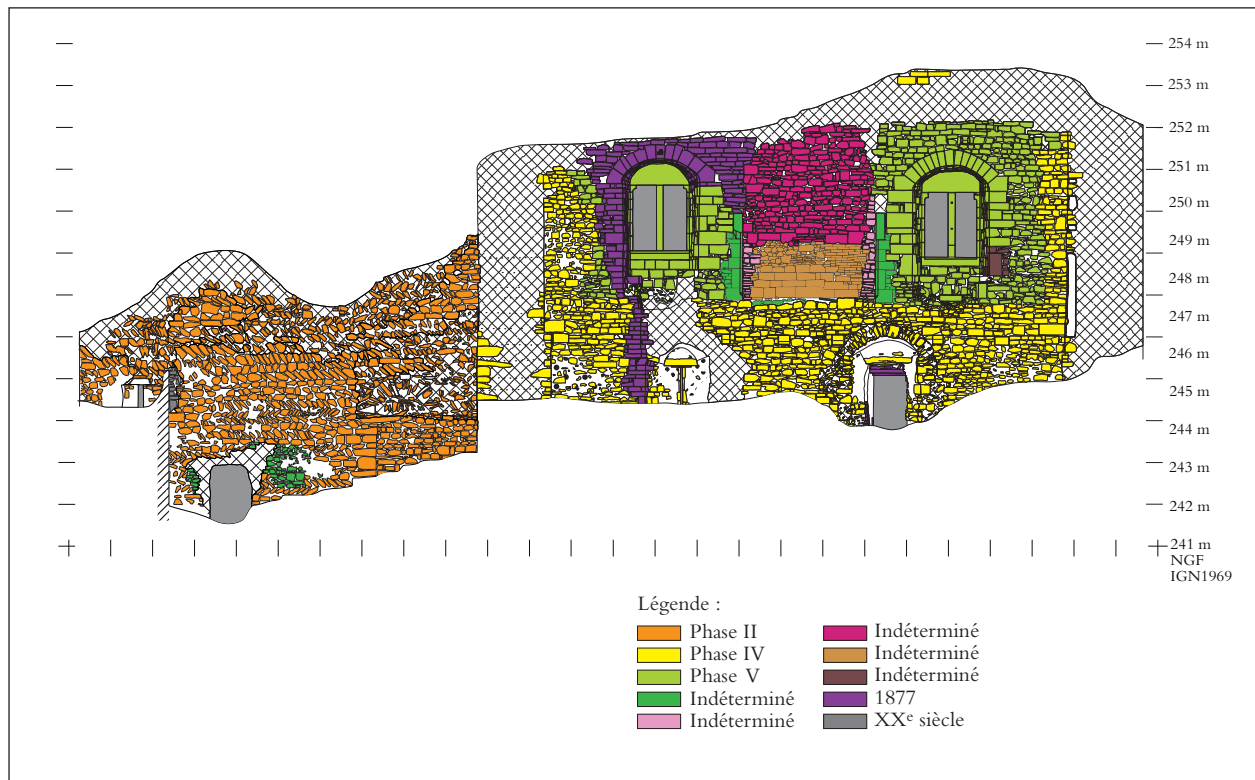 254 m
253 m
252 m
251 m
250 m
249 m
248 m
247 m
246 m
245 m
244 m
243 m
242 m
241 m
NGF
IGN1969
Légende :
Phase II
Phase IV
Phase V
Indéterminé
Indéterminé
Indéterminé
Indéterminé
Indéterminé
1877
XXe siècle